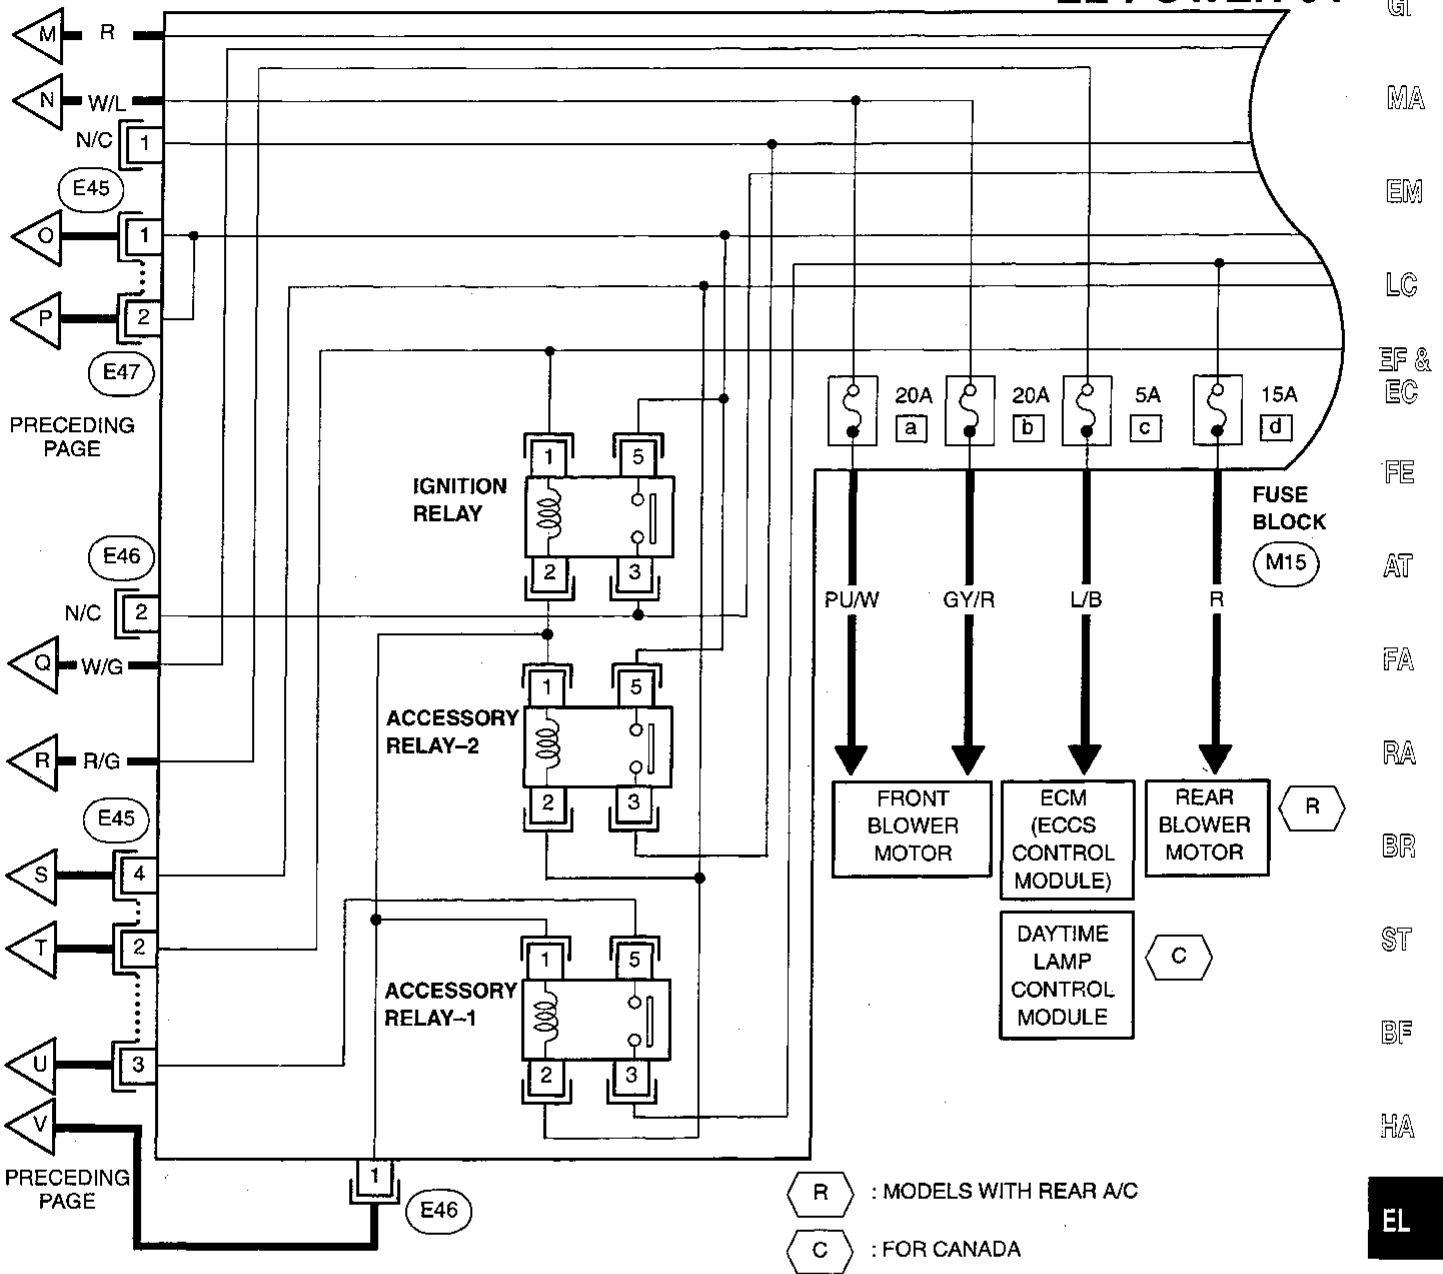 GI
M R
MA
N W/L
N/C 1
E45
EM
O 1
LC
P 2
E47
EF &
EC
PRECEDING
PAGE
20A a
20A b
5A c
15A d
1 5
IGNITION
RELAY
2 3
FE
FUSE
BLOCK
M15
E46
AT
N/C 2
PU/W GY/R L/B R
Q W/G
FA
1 5
ACCESSORY
RELAY-2
2 3
R R/G
RA
E45
FRONT
BLOWER
MOTOR
ECM
(ECCS
CONTROL
MODULE)
REAR
BLOWER
MOTOR
R
BR
S 4
T 2
DAYTIME
LAMP
CONTROL
MODULE
C
ST
1 5
ACCESSORY
RELAY-1
2 3
BF
U 3
V
HA
PRECEDING
PAGE
1
E46
R : MODELS WITH REAR A/C
C : FOR CANADA
EL